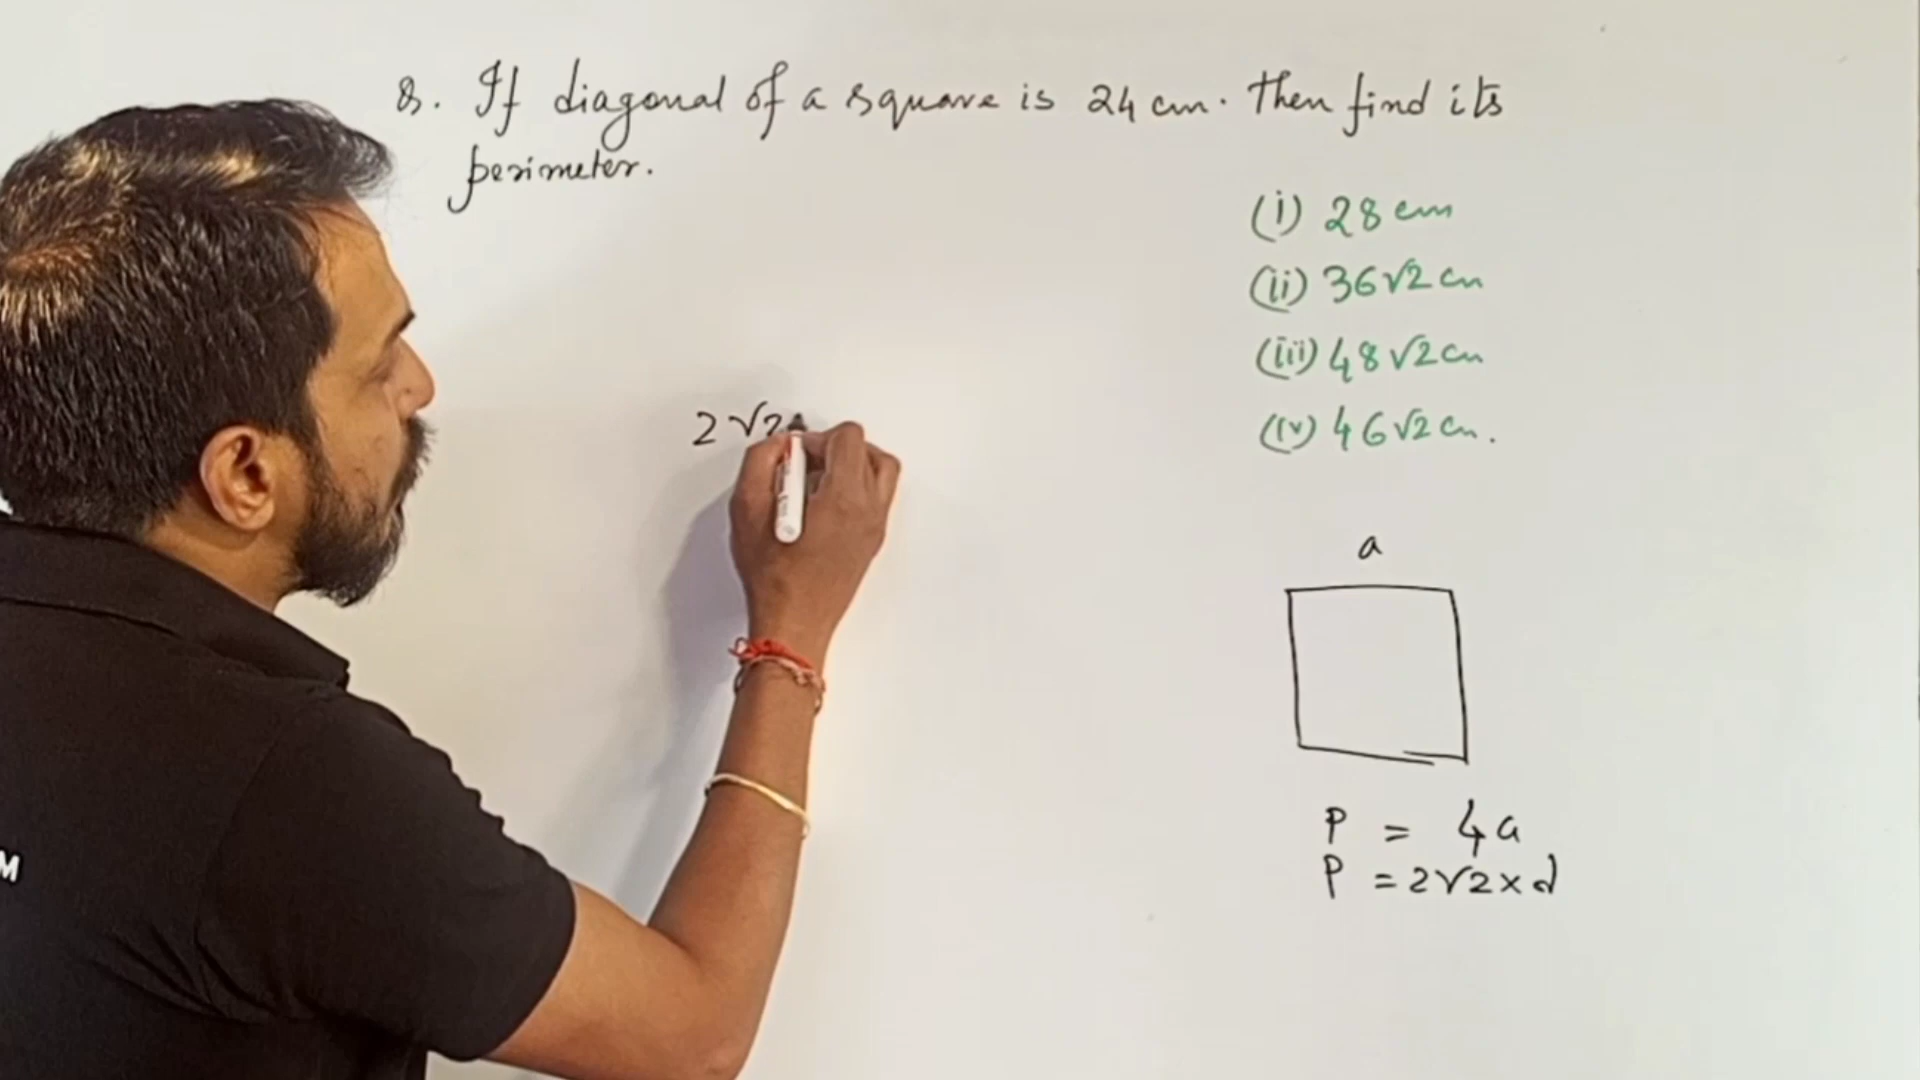 Q. If diagonal of a square is 24 cm. Then find its
perimeter.
(i) 28 cm
(ii) 36√2 cm
(iii) 48√2 cm
(iv) 46√2 cm.
2√2
a
P = 4a
P = 2√2 × d
M